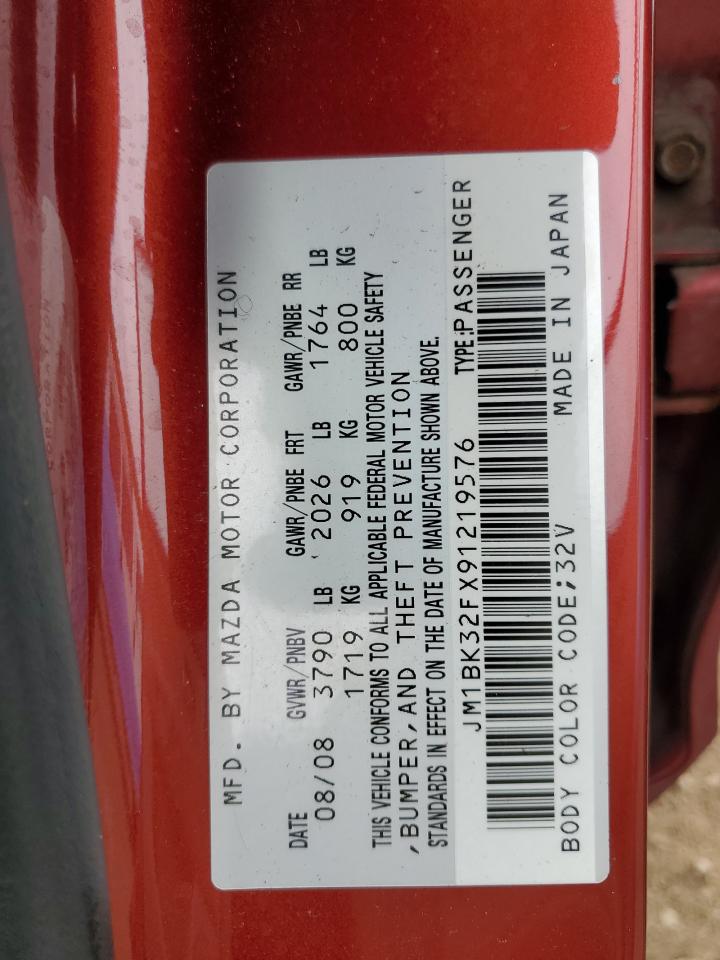 MFD. BY MAZDA MOTOR CORPORATION
DATE GVWR/PNBV GAWR/PNBE FRT GAWR/PNBE RR
08/08 3790 LB 2026 LB 1764 LB
1719 KG 919 KG 800 KG
THIS VEHICLE CONFORMS TO ALL APPLICABLE FEDERAL MOTOR VEHICLE SAFETY
,BUMPER,AND THEFT PREVENTION
STANDARDS IN EFFECT ON THE DATE OF MANUFACTURE SHOWN ABOVE.
JM1BK32FX91219576 TYPE:PASSENGER
BODY COLOR CODE;32V MADE IN JAPAN